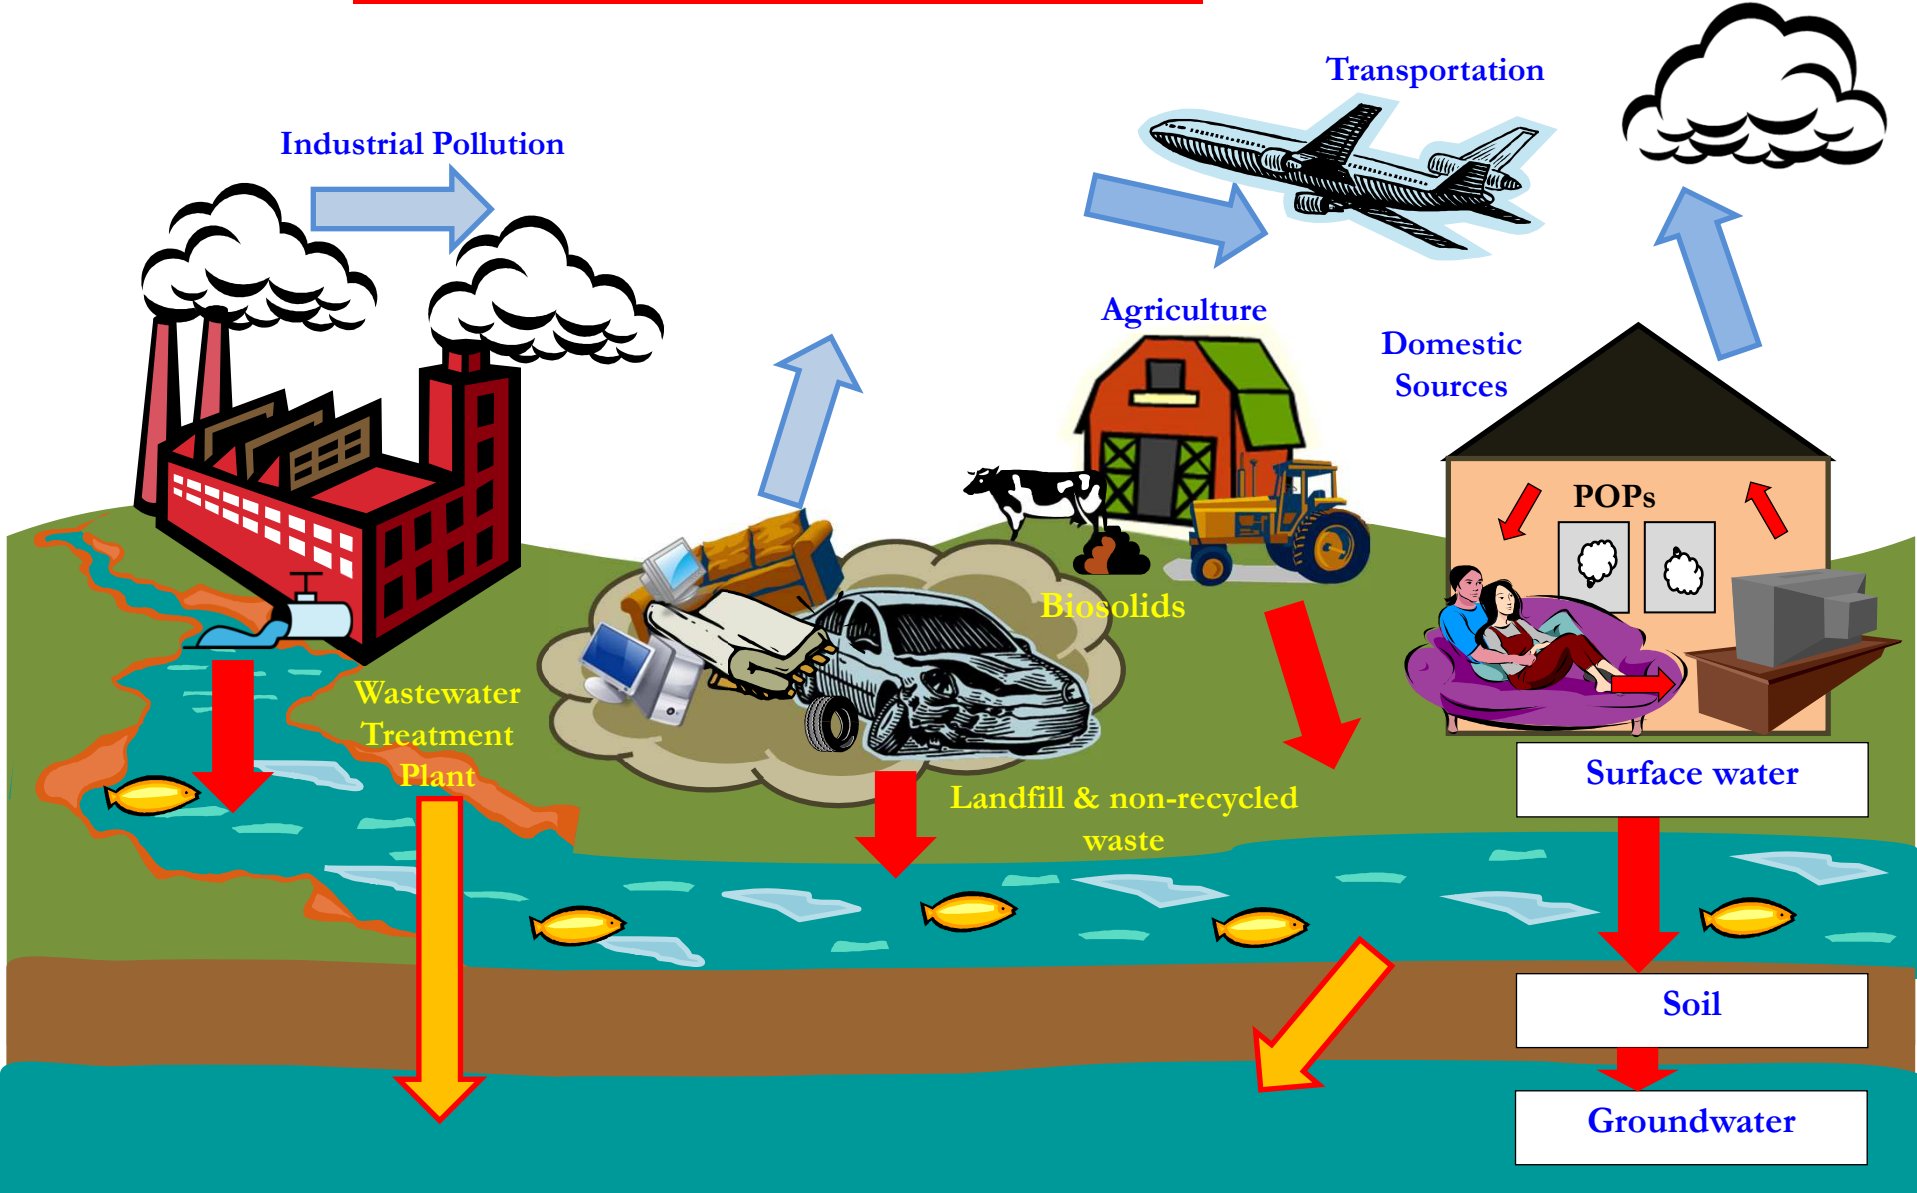 Transportation
Industrial Pollution
Agriculture
Domestic
Sources
POPs
Biosolids
Wastewater
Treatment
Plant
Surface water
Landfill & non-recycled
waste
Soil
Groundwater